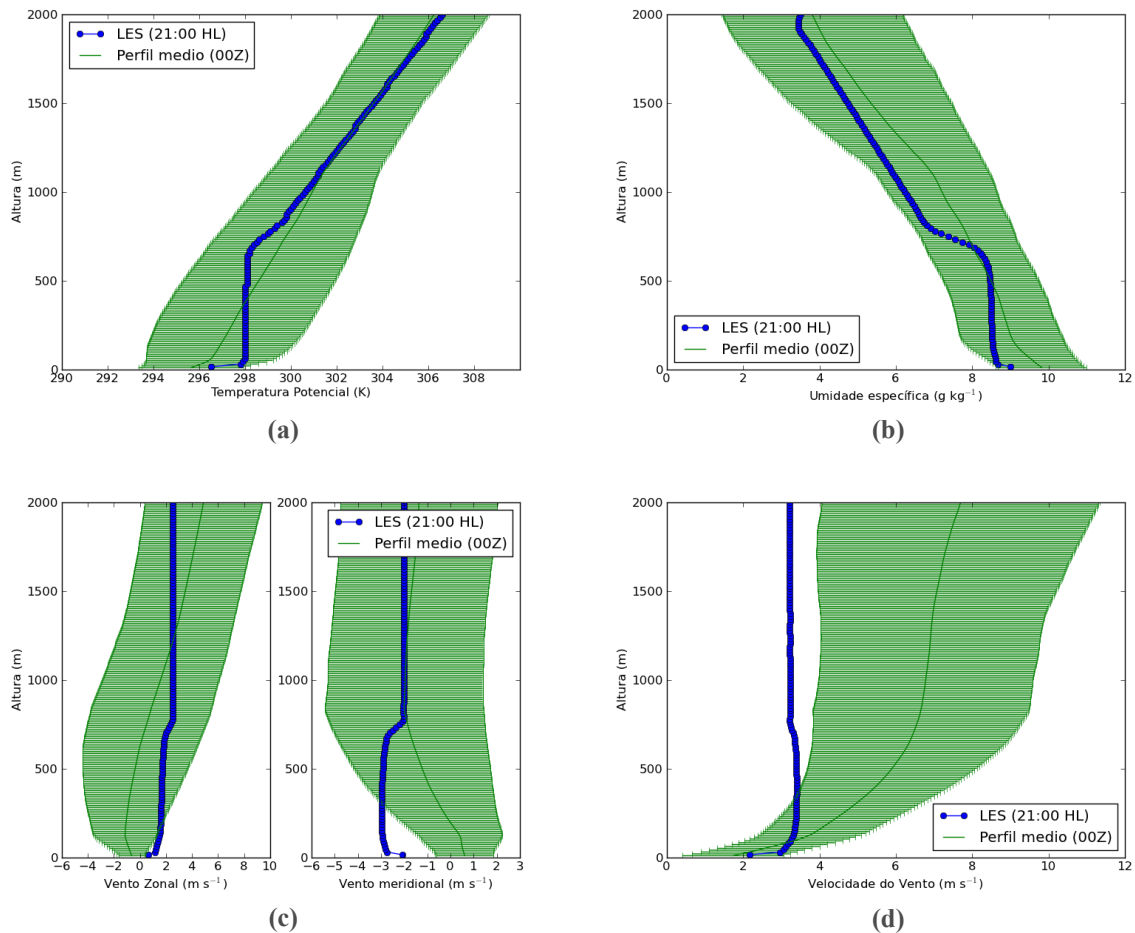 2000
1500
1000
500
0
Altura (m)
LES (21:00 HL)
Perfil medio (00Z)
290 292 294 296 298 300 302 304 306 308
Temperatura Potencial (K)
(a)
2000
1500
1000
500
0
Altura (m)
LES (21:00 HL)
Perfil medio (00Z)
0 2 4 6 8 10 12
Umidade específica (g kg⁻¹)
(b)
2000
1500
1000
500
0
Altura (m)
−6 −4 −2 0 2 4 6 8 10
Vento Zonal (m s⁻¹)
LES (21:00 HL)
Perfil medio (00Z)
−6 −5 −4 −3 −2 −1 0 1 2 3
Vento meridional (m s⁻¹)
(c)
2000
1500
1000
500
0
Altura (m)
LES (21:00 HL)
Perfil medio (00Z)
0 2 4 6 8 10 12
Velocidade do Vento (m s⁻¹)
(d)